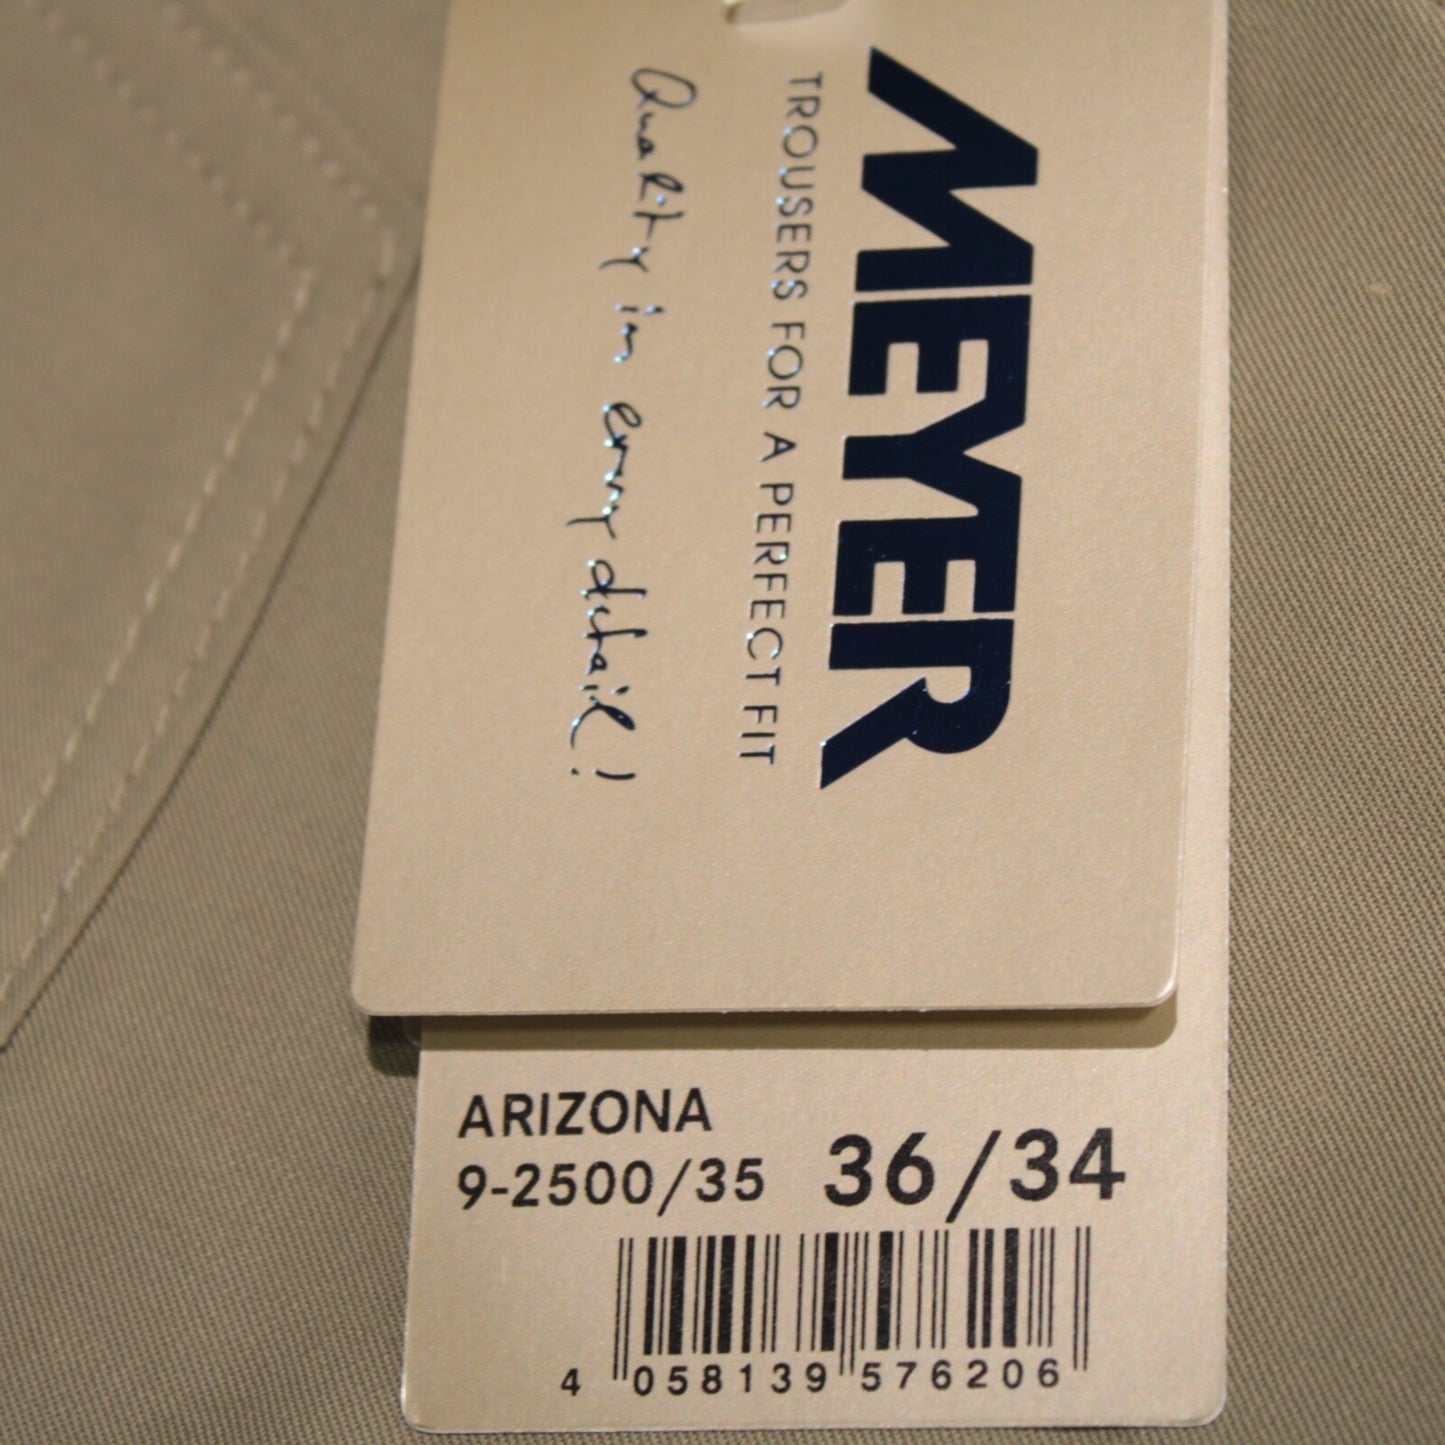 MEYER
TROUSERS FOR A PERFECT FIT
Quality in every detail!
ARIZONA
9-2500/35 36/34
4 058139 576206